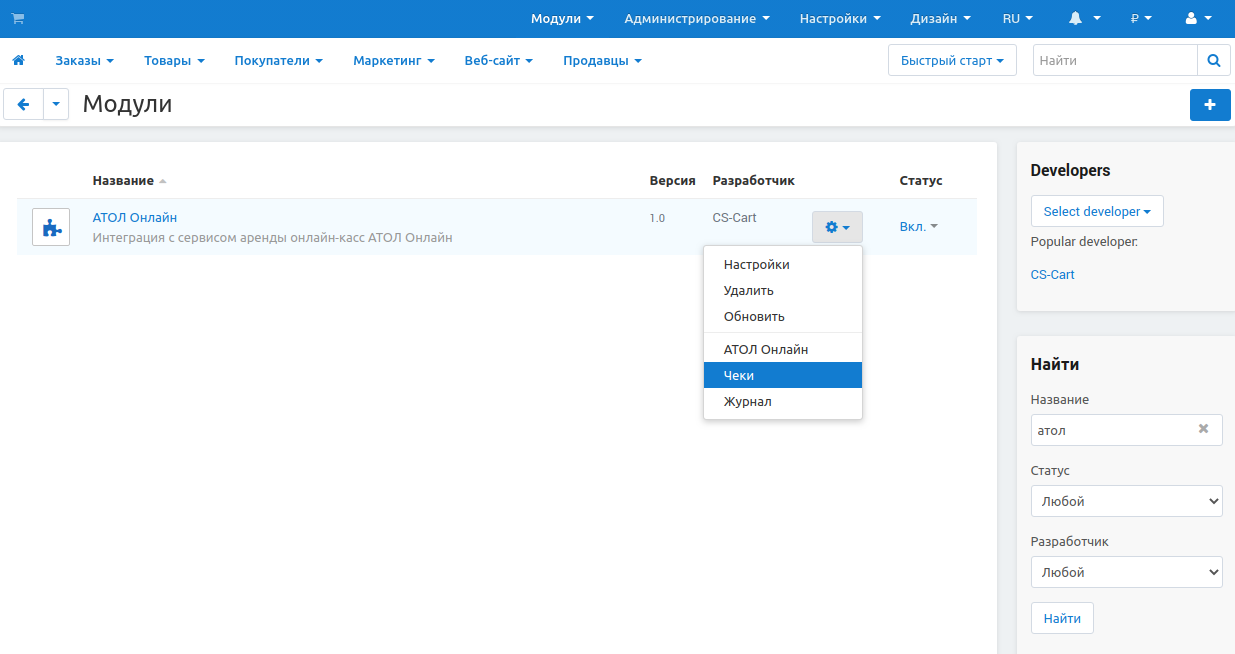 Модули Администрирование Настройки Дизайн RU ₽
Заказы Товары Покупатели Маркетинг Веб-сайт Продавцы Быстрый старт Найти
Модули
Название Версия Разработчик Статус
АТОЛ Онлайн 1.0 CS-Cart Вкл.
Интеграция с сервисом аренды онлайн-касс АТОЛ Онлайн
Настройки
Удалить
Обновить
АТОЛ Онлайн
Чеки
Журнал
Developers
Select developer
Popular developer:
CS-Cart
Найти
Название
атол
Статус
Любой
Разработчик
Любой
Найти